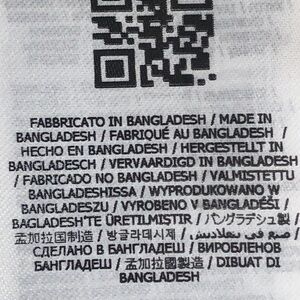 FABBRICATO IN BANGLADESH / MADE IN
BANGLADESH / FABRIQUÉ AU BANGLADESH /
HECHO EN BANGLADESH / HERGESTELLT IN
BANGLADESCH / VERVAARDIGD IN BANGLADESH
/ FABRICADO NO BANGLADESH / VALMISTETTU
BANGLADESHISSA / WYPRODUKOWANO W
BANGLADESZU / VYROBENO V BANGLADÉŠI /
BAGLADESH'TE ÜRETILMISTIR / バングラデシュ製 /
孟加拉国制造 / 방글라데시제 / صنع في بنغلاديش /
СДЕЛАНО В БАНГЛАДЕШ / ВИРОБЛЕНОВ
БАНГЛАДЕШ / 孟加拉國製造 / DIBUAT DI
BANGLADESH